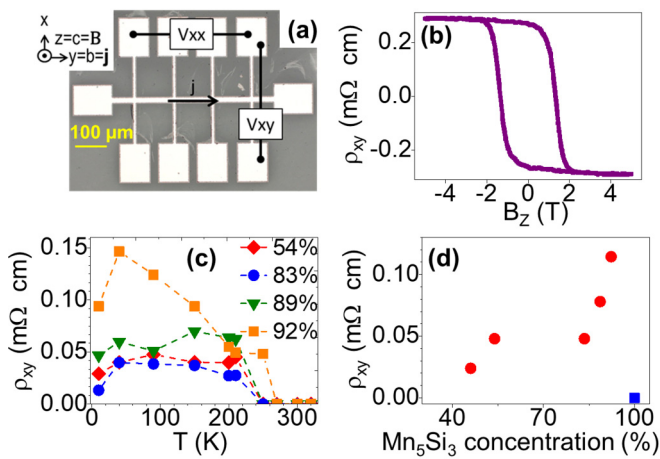 x
z=c=B
y=b=j
Vxx
(a)
j
100 μm
Vxy
(b)
ρxy (mΩ cm)
0.2
0.0
-0.2
-4 -2 0 2 4
BZ (T)
(c)
54%
83%
89%
92%
ρxy (mΩ cm)
0.15
0.10
0.05
0.00
0 100 200 300
T (K)
(d)
ρxy (mΩ cm)
0.10
0.05
0.00
40 70 100
Mn5Si3 concentration (%)